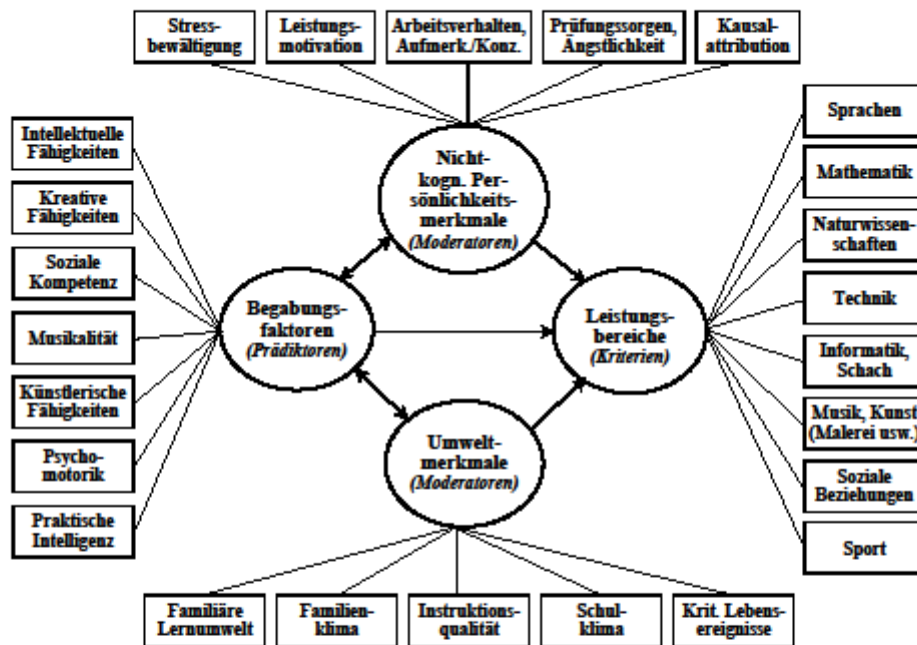 Stress-
bewältigung
Leistungs-
motivation
Arbeitsverhalten,
Aufmerk./Konz.
Prüfungssorgen,
Ängstlichkeit
Kausal-
attribution
Intellektuelle
Fähigkeiten
Kreative
Fähigkeiten
Soziale
Kompetenz
Musikalität
Künstlerische
Fähigkeiten
Psycho-
motorik
Praktische
Intelligenz
Nicht-
kogn. Per-
sönlichkeits-
merkmale
(Moderatoren)
Begabungs-
faktoren
(Prädiktoren)
Leistungs-
bereiche
(Kriterien)
Umwelt-
merkmale
(Moderatoren)
Sprachen
Mathematik
Naturwissen-
schaften
Technik
Informatik,
Schach
Musik, Kunst
(Malerei usw.)
Soziale
Beziehungen
Sport
Familiäre
Lernumwelt
Familien-
klima
Instruktions-
qualität
Schul-
klima
Krit. Lebens-
ereignisse